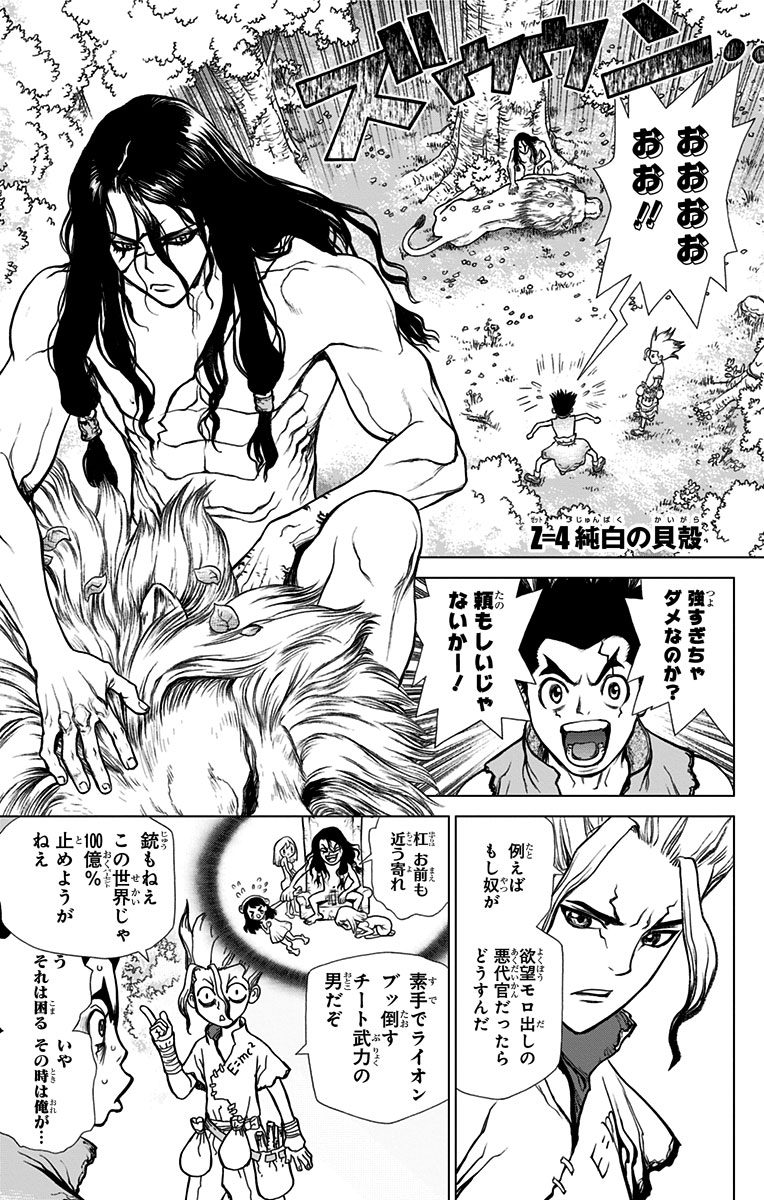 ズゥゥウン‥
おおおお
おお!!
Z=4 純白の貝殻
強すぎちゃ
ダメなのか?
頼もしいじゃ
ないかー!
例えば
もし奴が
欲望モロ出しの
悪代官だったら
どうすんだ
杠 お前も
近う寄れ
素手でライオン
ブッ倒す
チート武力の
男だぞ
E=mc2
銃もねえ
この世界じゃ
100億%
止めようが
ねえ
う
いや
それは困る その時は俺が…